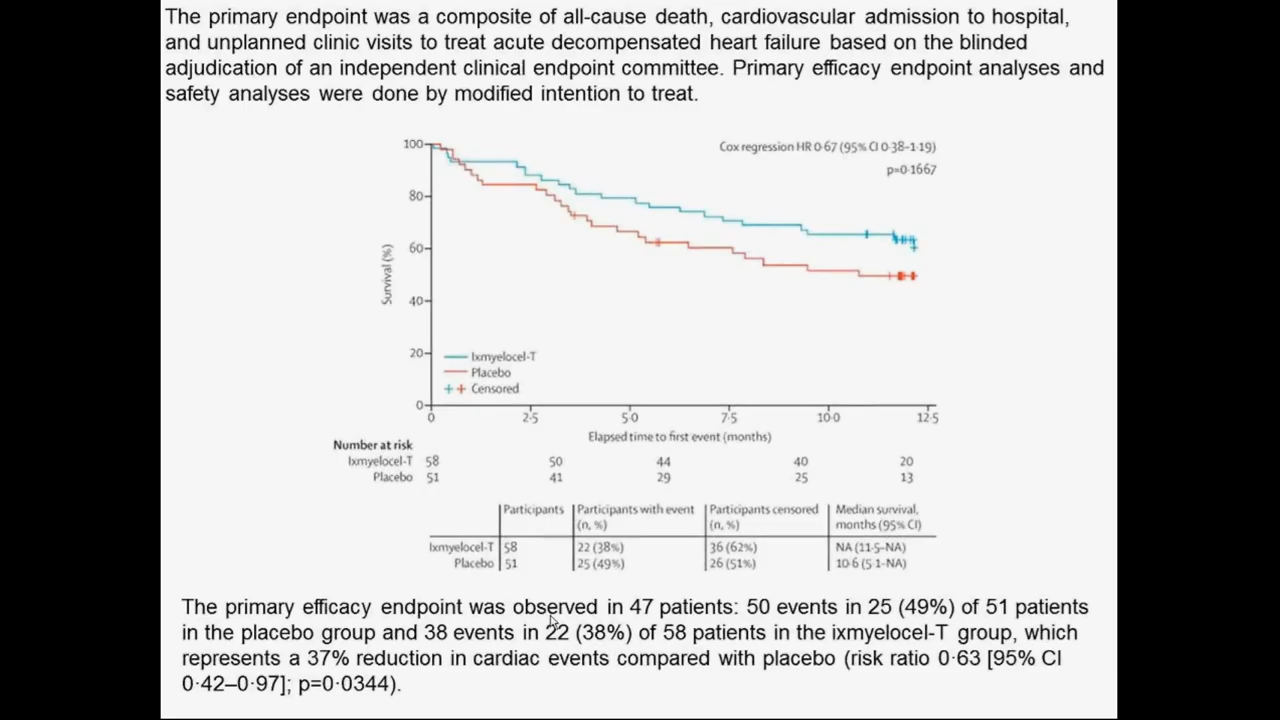 The primary endpoint was a composite of all-cause death, cardiovascular admission to hospital,
and unplanned clinic visits to treat acute decompensated heart failure based on the blinded
adjudication of an independent clinical endpoint committee. Primary efficacy endpoint analyses and
safety analyses were done by modified intention to treat.
Cox regression HR 0·67 (95% CI 0·38–1·19)
p=0·1667
100
80
60
40
20
0
Survival (%)
Ixmyelocel-T
Placebo
Censored
0 2·5 5·0 7·5 10·0 12·5
Elapsed time to first event (months)
Number at risk
Ixmyelocel-T 58 50 44 40 20
Placebo 51 41 29 25 13
Participants Participants with event (n, %) Participants censored (n, %) Median survival, months (95% CI)
Ixmyelocel-T 58 22 (38%) 36 (62%) NA (11·5–NA)
Placebo 51 25 (49%) 26 (51%) 10·6 (5·1–NA)
The primary efficacy endpoint was observed in 47 patients: 50 events in 25 (49%) of 51 patients
in the placebo group and 38 events in 22 (38%) of 58 patients in the ixmyelocel-T group, which
represents a 37% reduction in cardiac events compared with placebo (risk ratio 0·63 [95% CI
0·42–0·97]; p=0·0344).